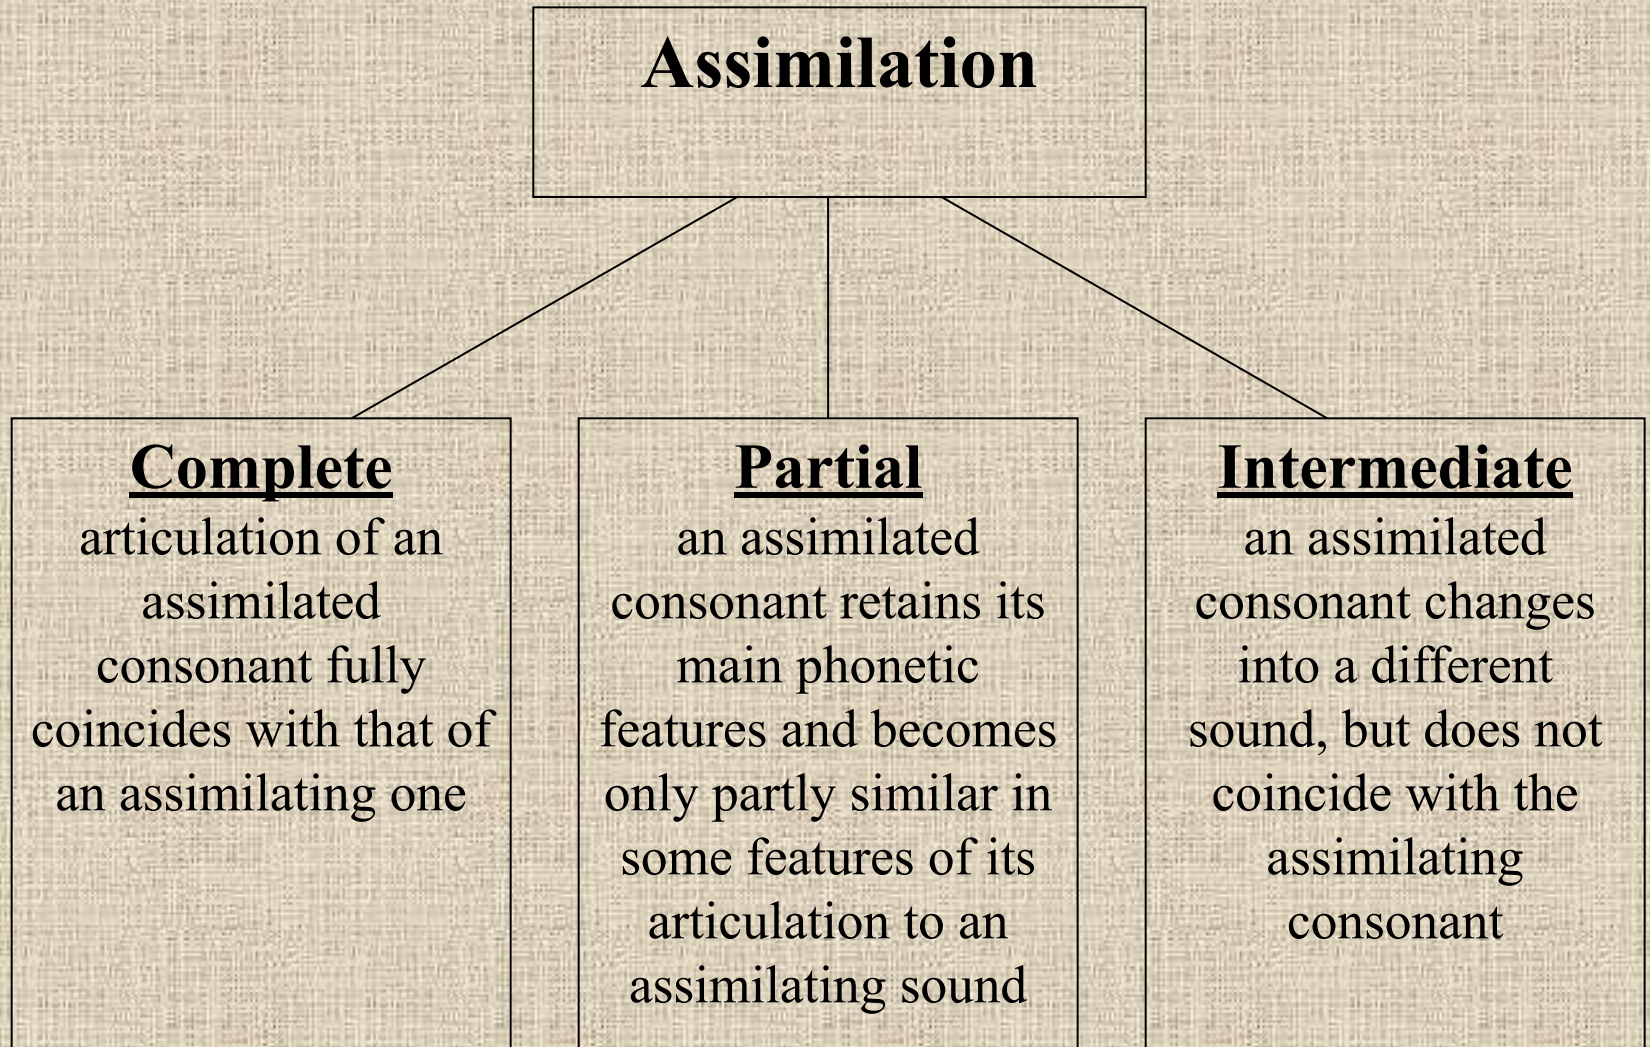 Assimilation
Complete
articulation of an
assimilated
consonant fully
coincides with that of
an assimilating one
Partial
an assimilated
consonant retains its
main phonetic
features and becomes
only partly similar in
some features of its
articulation to an
assimilating sound
Intermediate
an assimilated
consonant changes
into a different
sound, but does not
coincide with the
assimilating
consonant